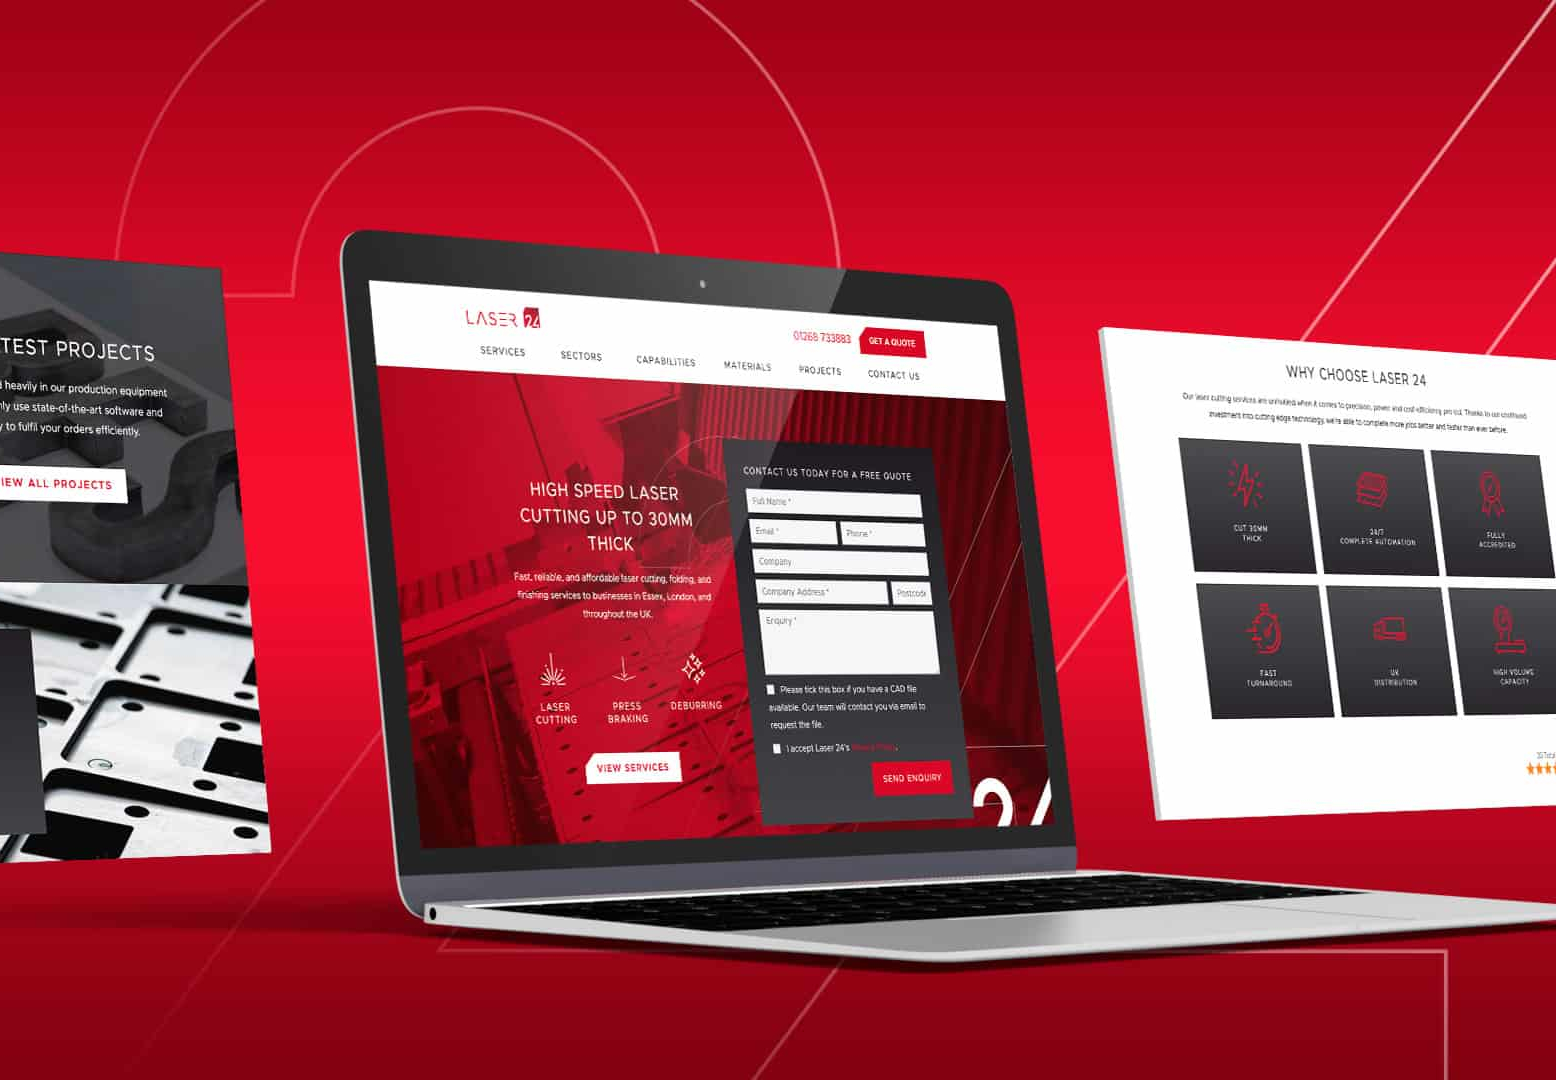 TEST PROJECTS
d heavily in our production equipment
nly use state-of-the-art software and
y to fulfil your orders efficiently.
IEW ALL PROJECTS
LASER 24
01268 733883
GET A QUOTE
SERVICES
SECTORS
CAPABILITIES
MATERIALS
PROJECTS
CONTACT US
HIGH SPEED LASER
CUTTING UP TO 30MM
THICK
Fast, reliable, and affordable laser cutting, folding, and
finishing services to businesses in Essex, London, and
throughout the UK.
LASER
CUTTING
PRESS
BRAKING
DEBURRING
VIEW SERVICES
CONTACT US TODAY FOR A FREE QUOTE
Full Name *
Email *
Phone *
Company
Company Address *
Postcode
Enquiry *
Please tick this box if you have a CAD file
available. Our team will contact you via email to
request the file.
I accept Laser 24's Privacy Policy.
SEND ENQUIRY
24
WHY CHOOSE LASER 24
Our laser cutting services are unrivalled when it comes to precision, power and cost-efficiency Thanks to our continued
investment into cutting edge technology, we're able to complete more jobs better and faster than ever before.
CUT 30MM
THICK
24/7
COMPLETE AUTOMATION
FULLY
ACCREDITED
FAST
TURNAROUND
UK
DISTRIBUTION
HIGH VOLUME
CAPACITY